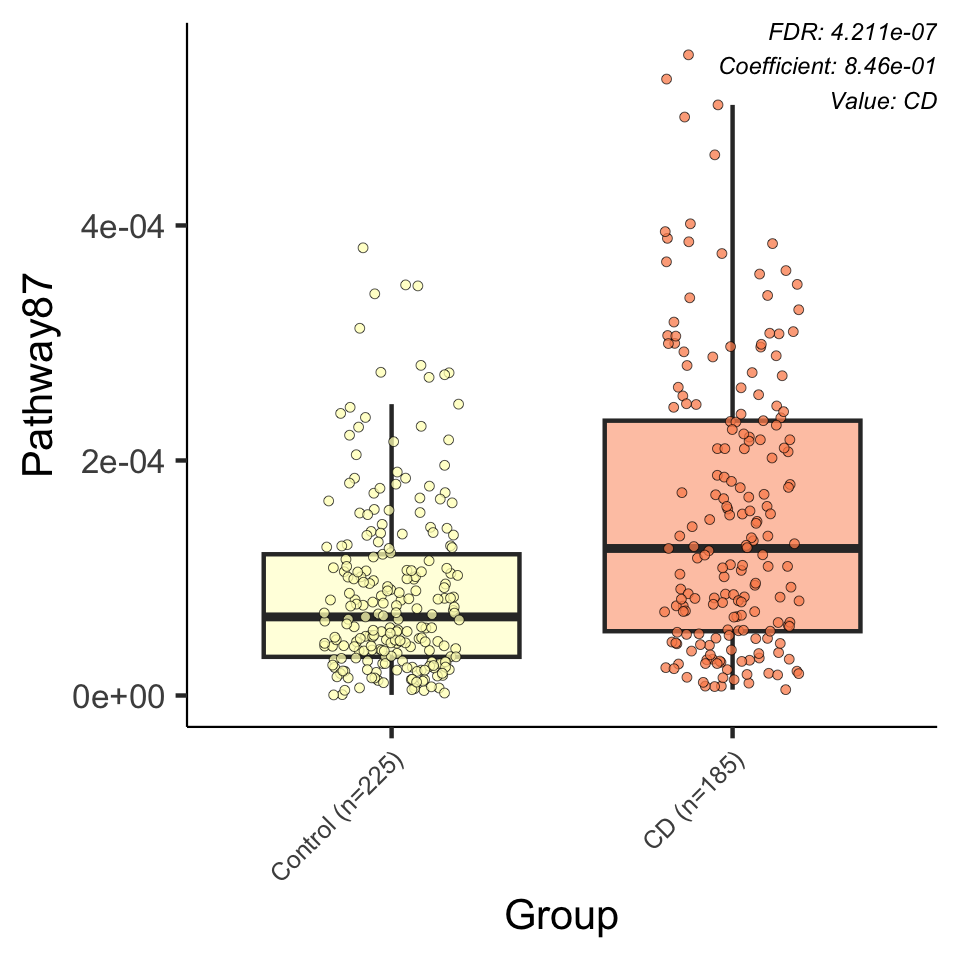 FDR: 4.211e-07
Coefficient: 8.46e-01
Value: CD
Pathway87
4e-04
2e-04
0e+00
Control (n=225)
CD (n=185)
Group